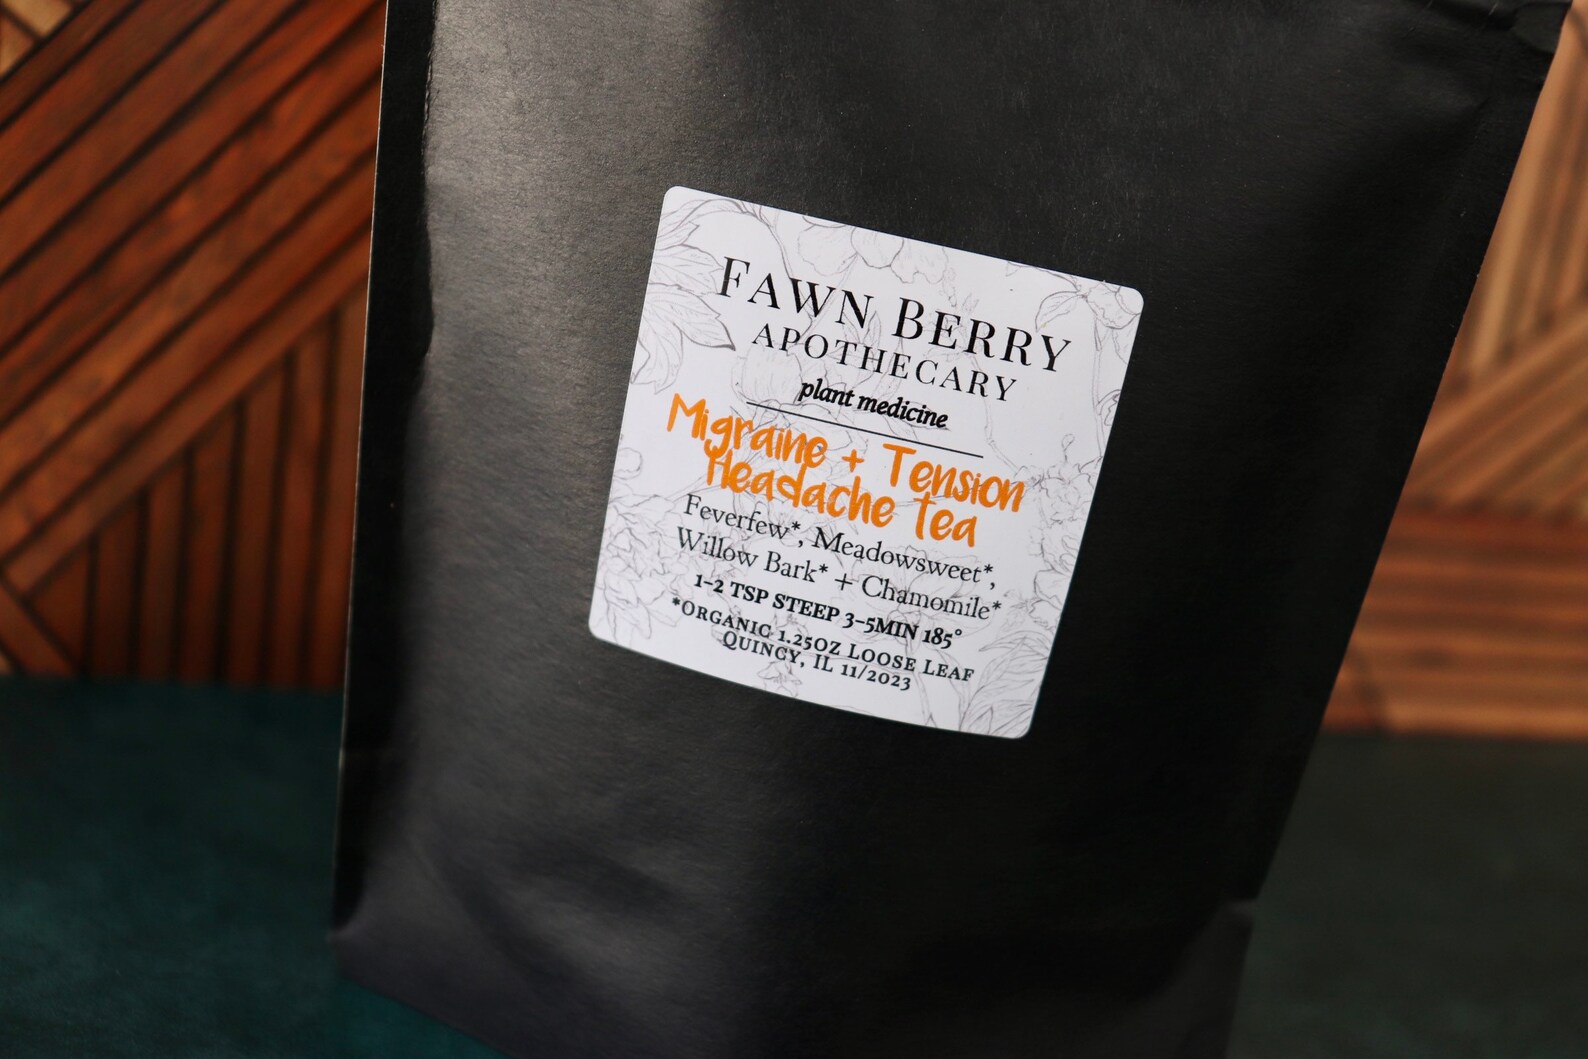 FAWN BERRY
APOTHECARY
plant medicine
Migraine + Tension
Headache Tea
Feverfew*, Meadowsweet*,
Willow Bark* + Chamomile*
1-2 TSP STEEP 3-5MIN 185°
*ORGANIC 1.25OZ LOOSE LEAF
QUINCY, IL 11/2023